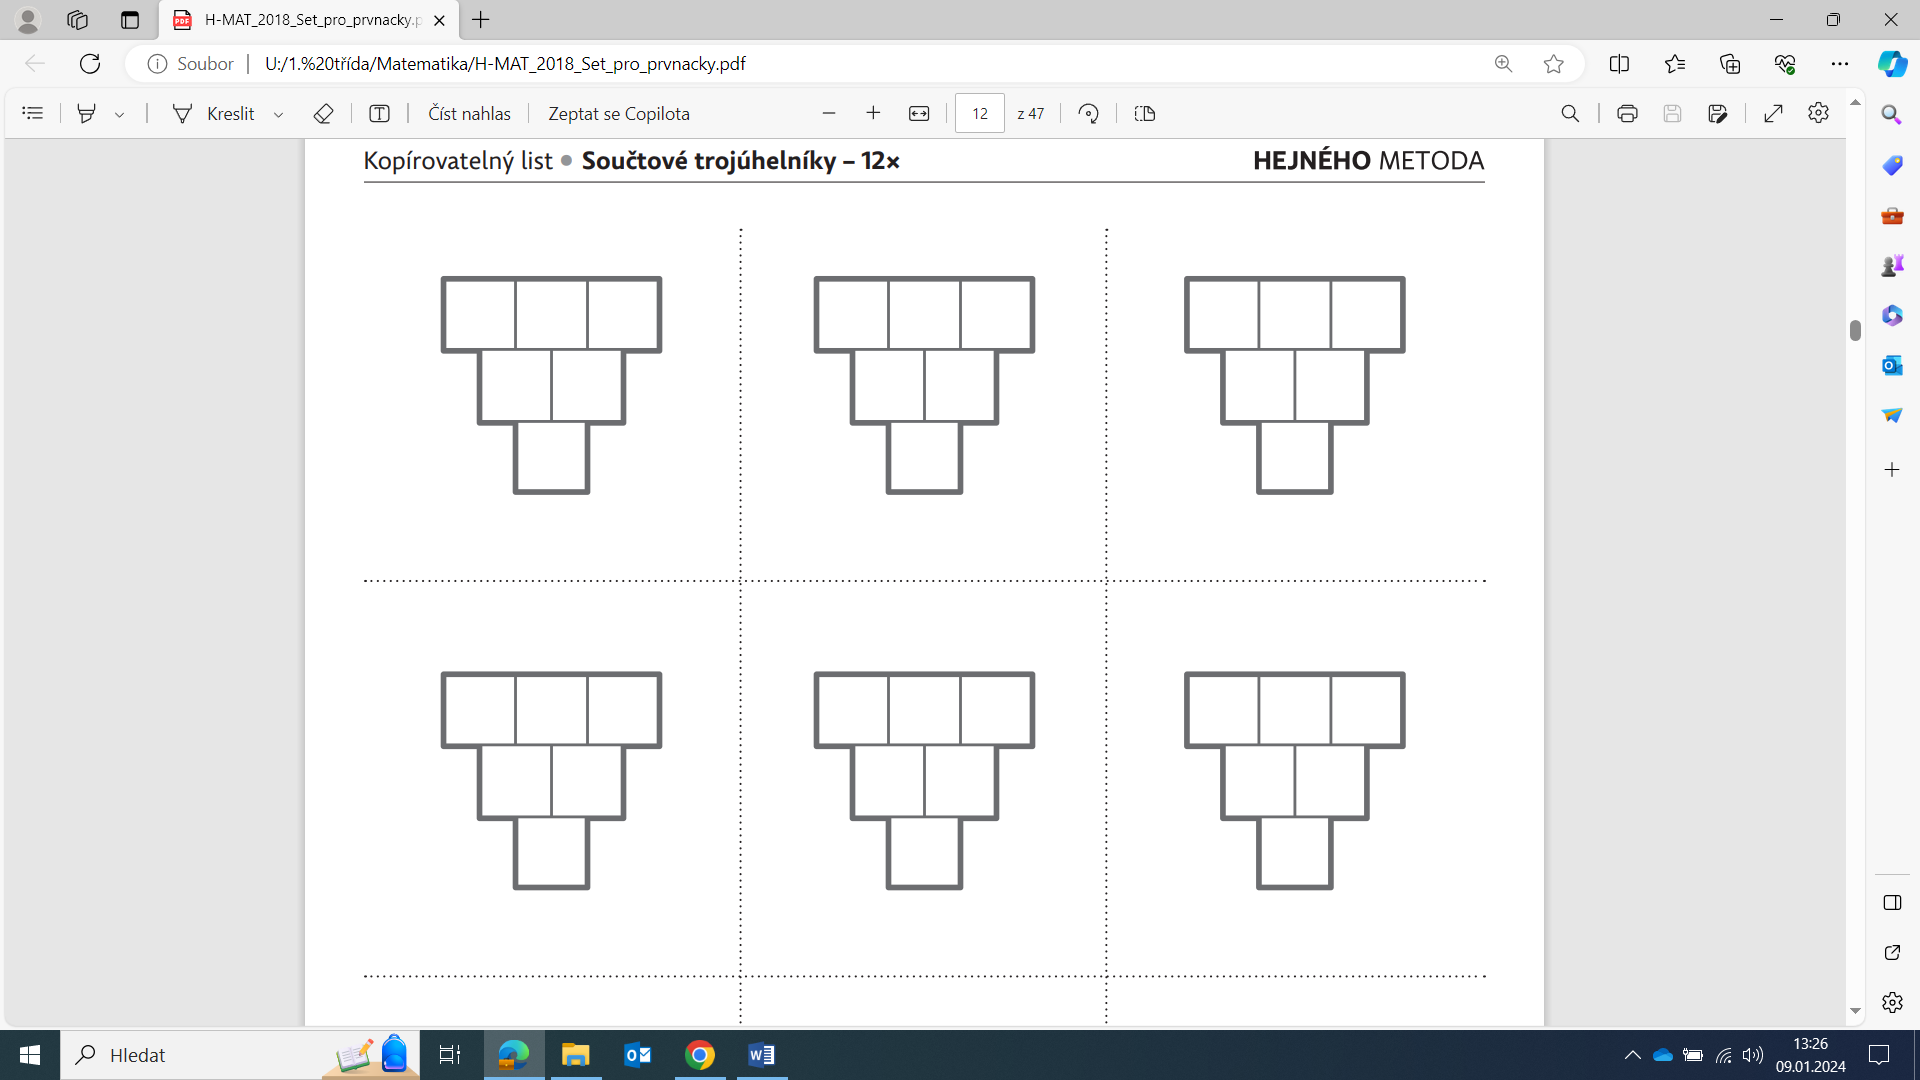 H-MAT_2018_Set_pro_prvnacky.p
Soubor
U:/1.%20třída/Matematika/H-MAT_2018_Set_pro_prvnacky.pdf
Kreslit
Číst nahlas
Zeptat se Copilota
12
z 47
Kopírovatelný list • Součtové trojúhelníky – 12×
HEJNÉHO METODA
Hledat
13:26
09.01.2024